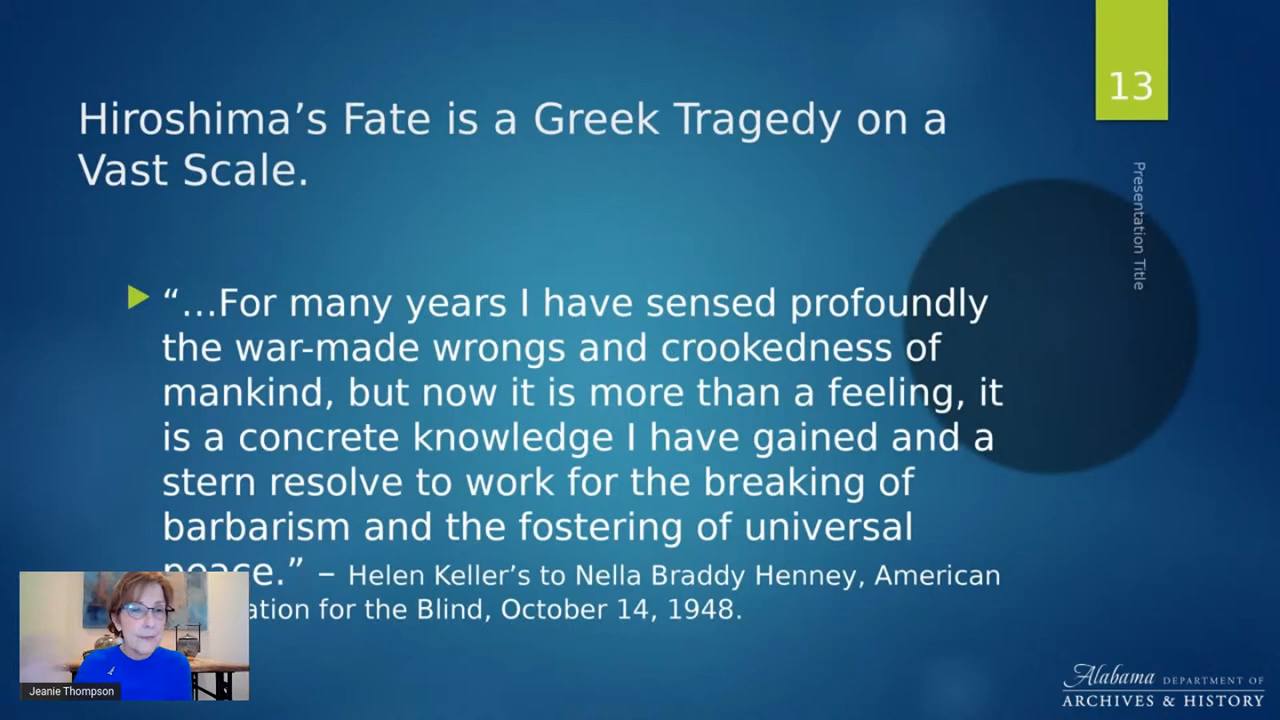 13
Hiroshima’s Fate is a Greek Tragedy on a
Vast Scale.
Presentation Title
“…For many years I have sensed profoundly
the war-made wrongs and crookedness of
mankind, but now it is more than a feeling, it
is a concrete knowledge I have gained and a
stern resolve to work for the breaking of
barbarism and the fostering of universal
peace.” – Helen Keller’s to Nella Braddy Henney, American
ation for the Blind, October 14, 1948.
Jeanie Thompson
Alabama DEPARTMENT OF
ARCHIVES & HISTORY